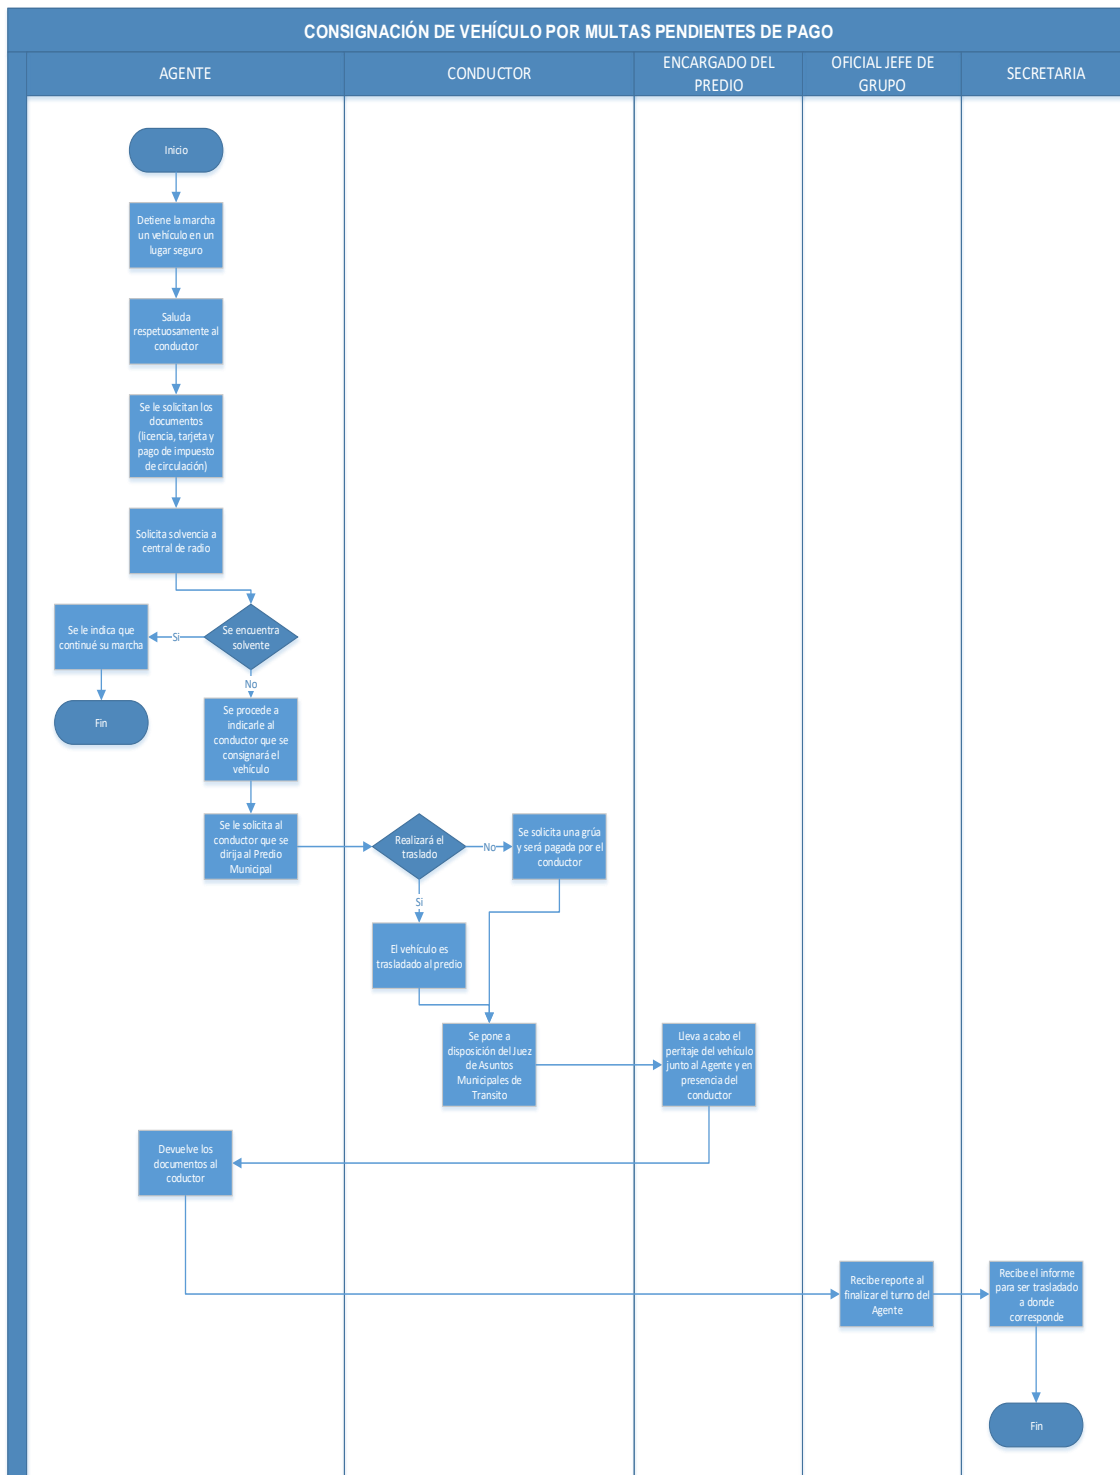 CONSIGNACIÓN DE VEHÍCULO POR MULTAS PENDIENTES DE PAGO
AGENTE
CONDUCTOR
ENCARGADO DEL
PREDIO
OFICIAL JEFE DE
GRUPO
SECRETARIA
Inicio
Detiene la marcha
un vehículo en un
lugar seguro
Saluda
respetuosamente al
conductor
Se le solicitan los
documentos
(licencia, tarjeta y
pago de impuesto
de circulación)
Solicita solvencia a
central de radio
Se encuentra
solvente
Si
Se le indica que
continué su marcha
Fin
No
Se procede a
indicarle al
conductor que se
consignará el
vehículo
Se le solicita al
conductor que se
dirija al Predio
Municipal
Realizará el
traslado
No
Se solicita una grúa
y será pagada por el
conductor
Si
El vehículo es
trasladado al predio
Se pone a
disposición del Juez
de Asuntos
Municipales de
Transito
Lleva a cabo el
peritaje del vehículo
junto al Agente y en
presencia del
conductor
Devuelve los
documentos al
coductor
Recibe reporte al
finalizar el turno del
Agente
Recibe el informe
para ser trasladado
a donde
corresponde
Fin